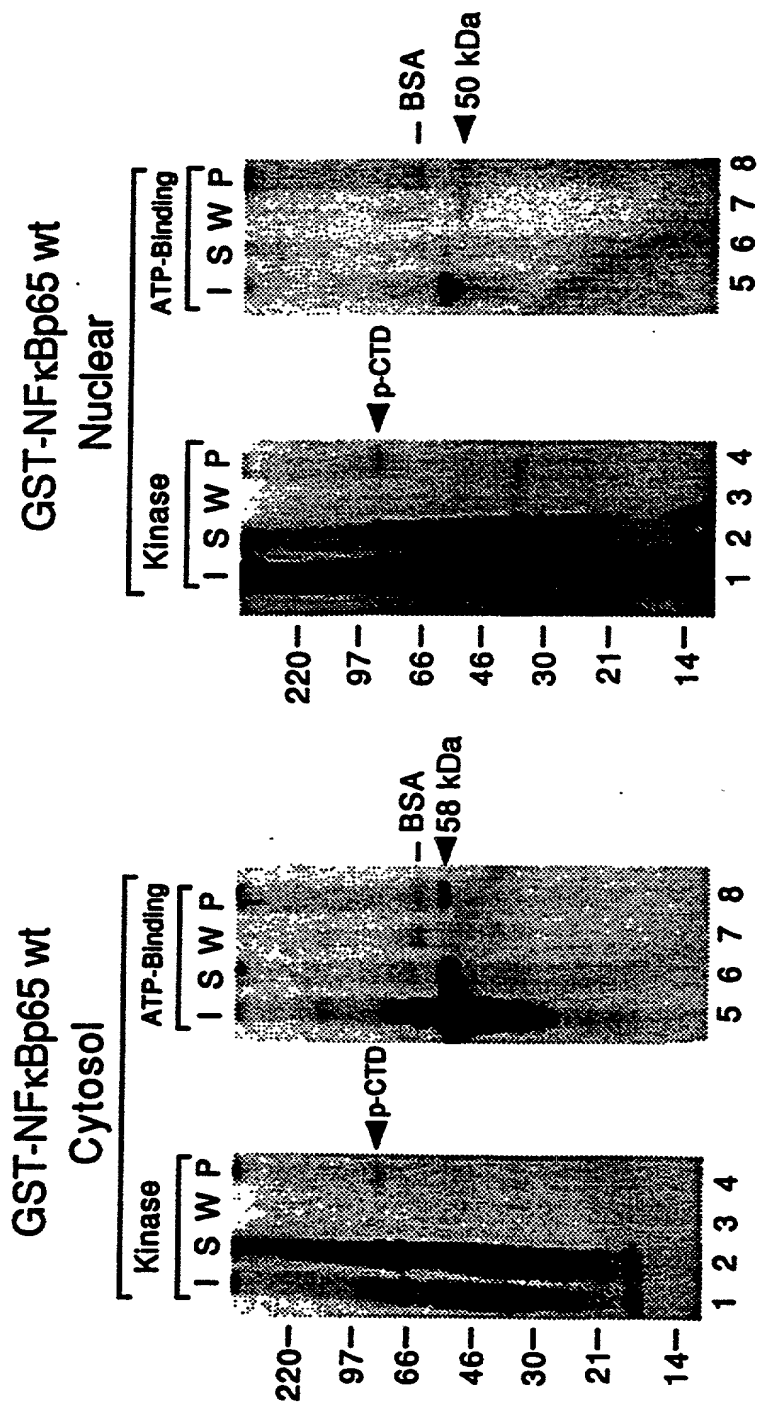 GST-NFκBp65 wt
Cytosol
Kinase
ATP-Binding
I S W P
I S W P
220–
97–
66–
46–
30–
21–
14–
p-CTD
– BSA
58 kDa
1 2 3 4
5 6 7 8
GST-NFκBp65 wt
Nuclear
Kinase
ATP-Binding
I S W P
I S W P
220–
97–
66–
46–
30–
21–
14–
p-CTD
– BSA
50 kDa
1 2 3 4
5 6 7 8